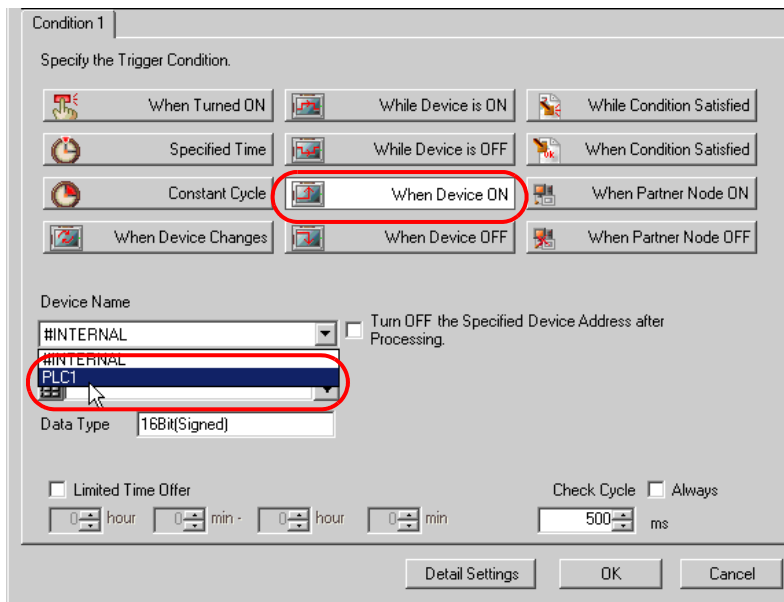 Condition 1
Specify the Trigger Condition.
When Turned ON
While Device is ON
While Condition Satisfied
Specified Time
While Device is OFF
When Condition Satisfied
Constant Cycle
When Device ON
When Partner Node ON
When Device Changes
When Device OFF
When Partner Node OFF
Device Name
#INTERNAL
Turn OFF the Specified Device Address after
Processing.
#INTERNAL
PLC1
Data Type 16Bit(Signed)
Limited Time Offer
Check Cycle Always
0 hour 0 min - 0 hour 0 min
500 ms
Detail Settings OK Cancel